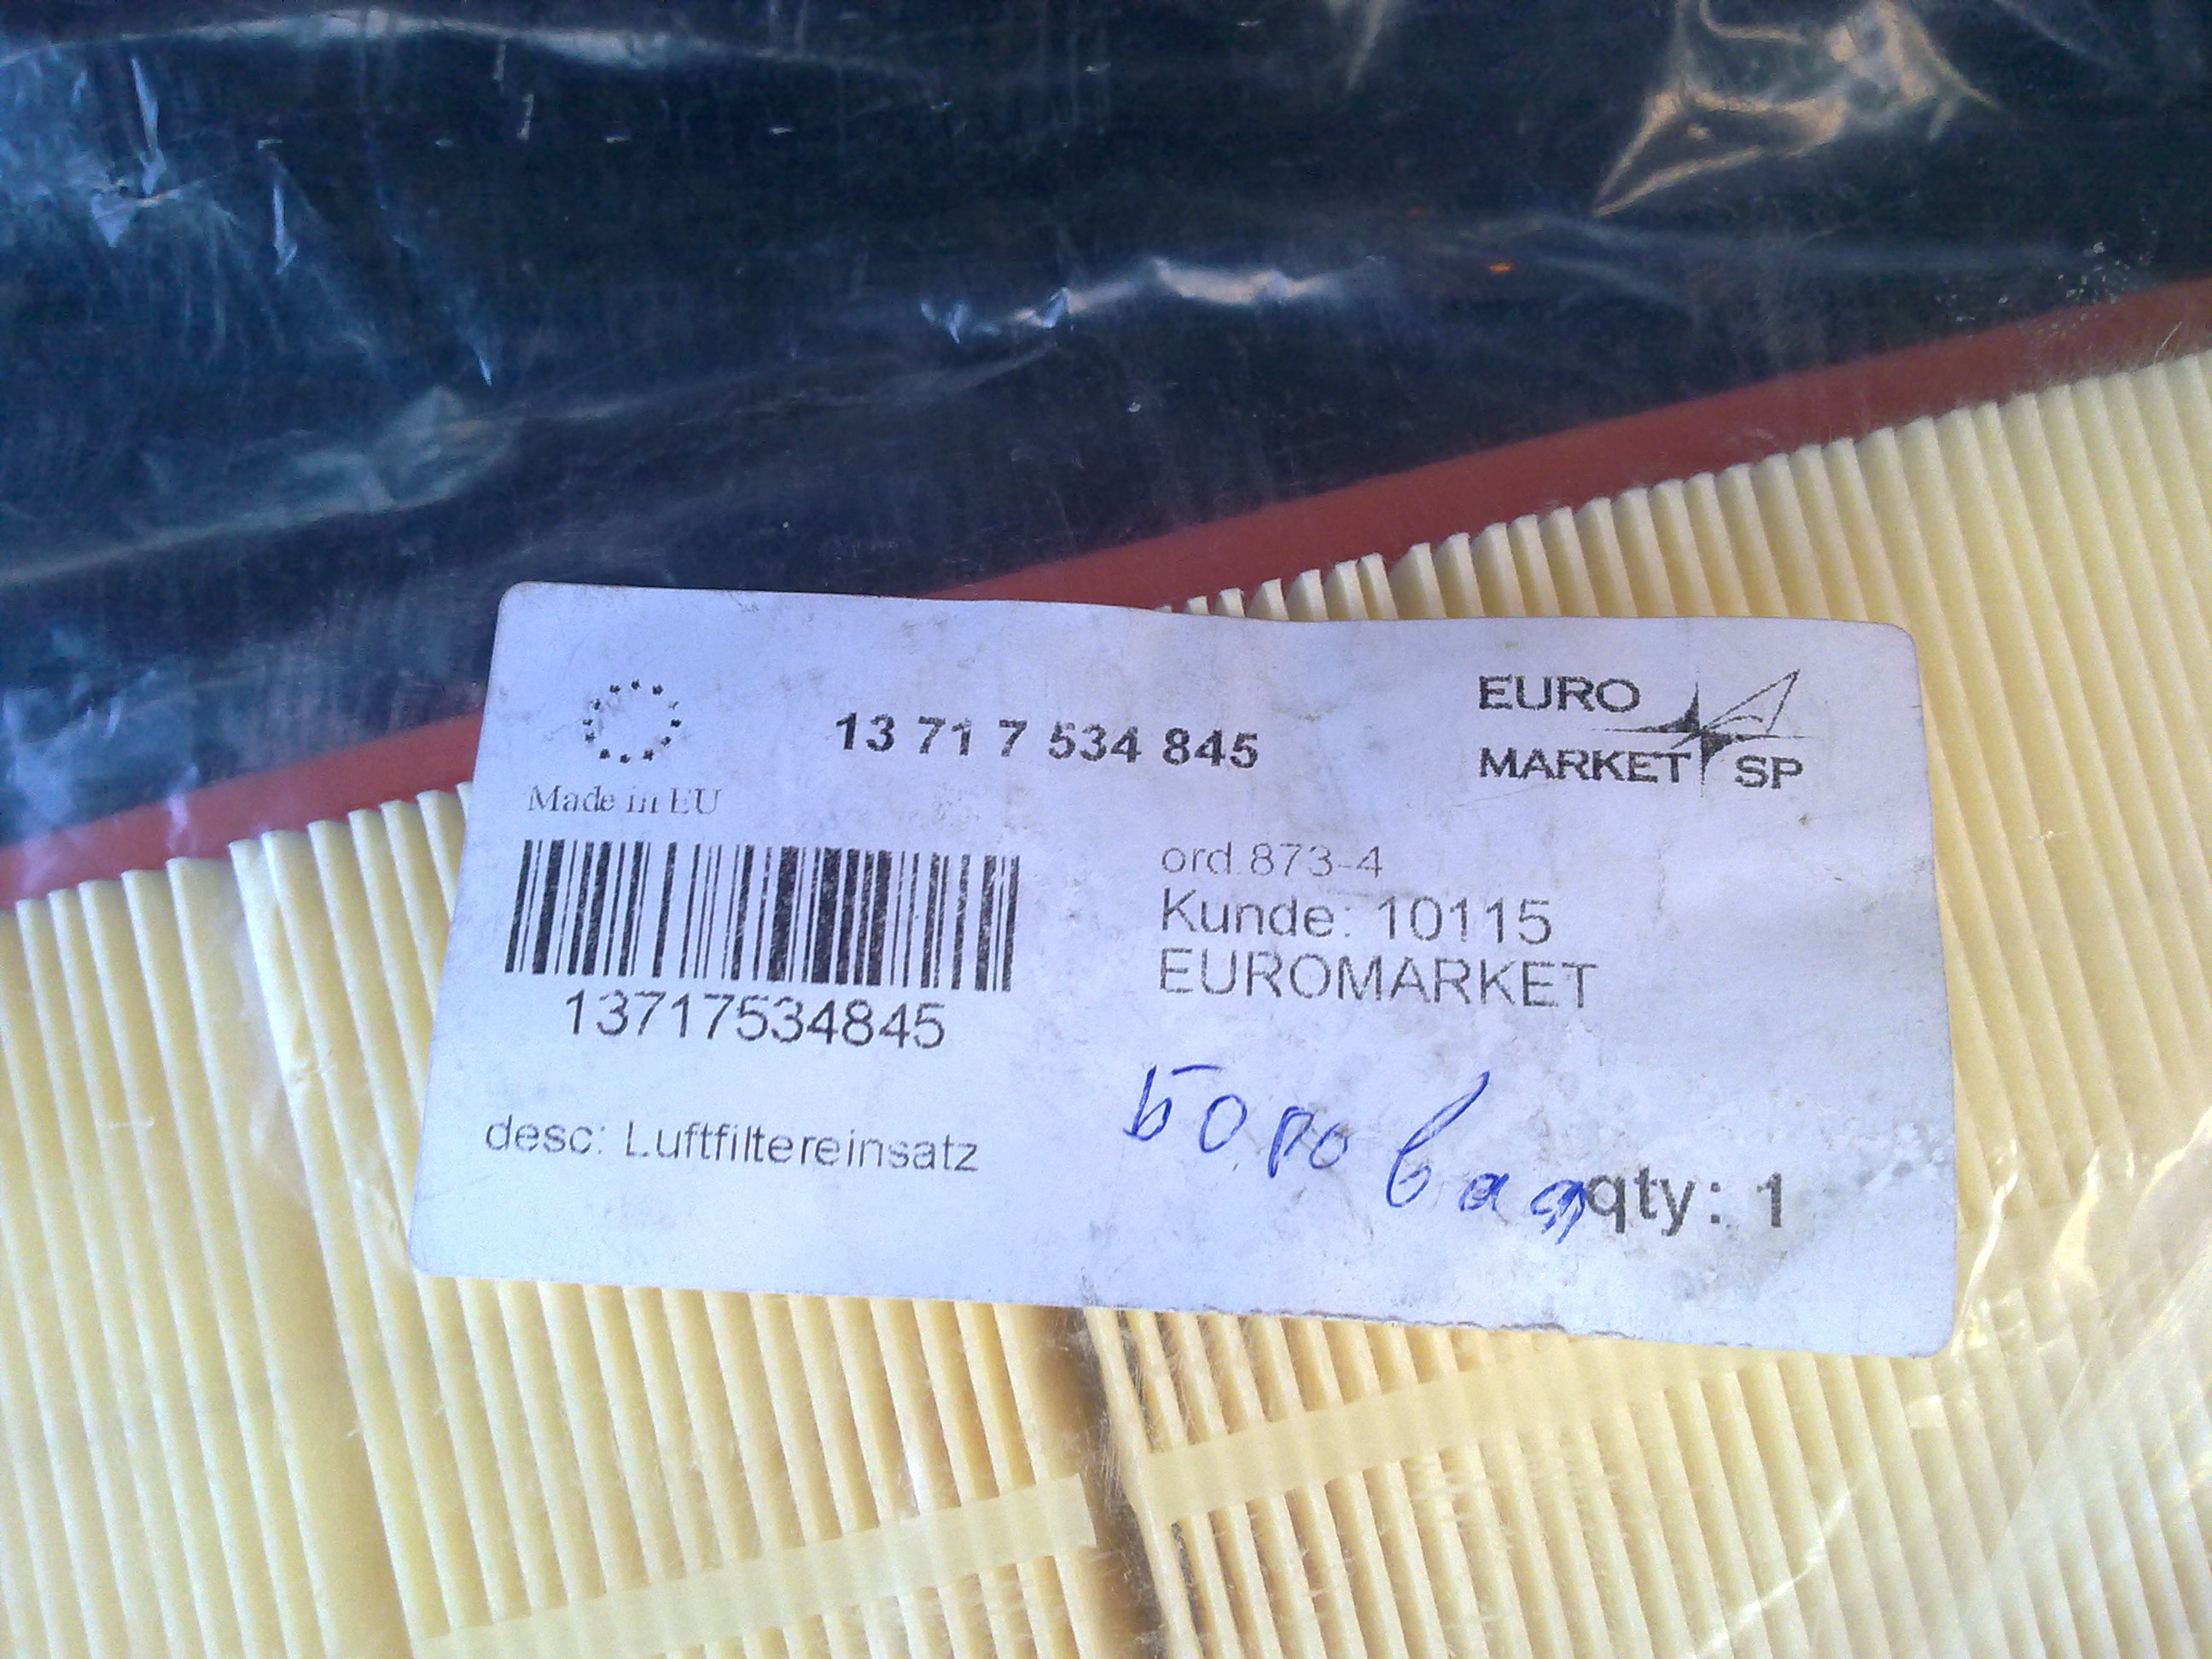 13 71 7 534 845
EURO
MARKET SP
Made in EU
ord.873-4
Kunde: 10115
EUROMARKET
13717534845
Боровая
desc: Luftfiltereinsatz
qty: 1